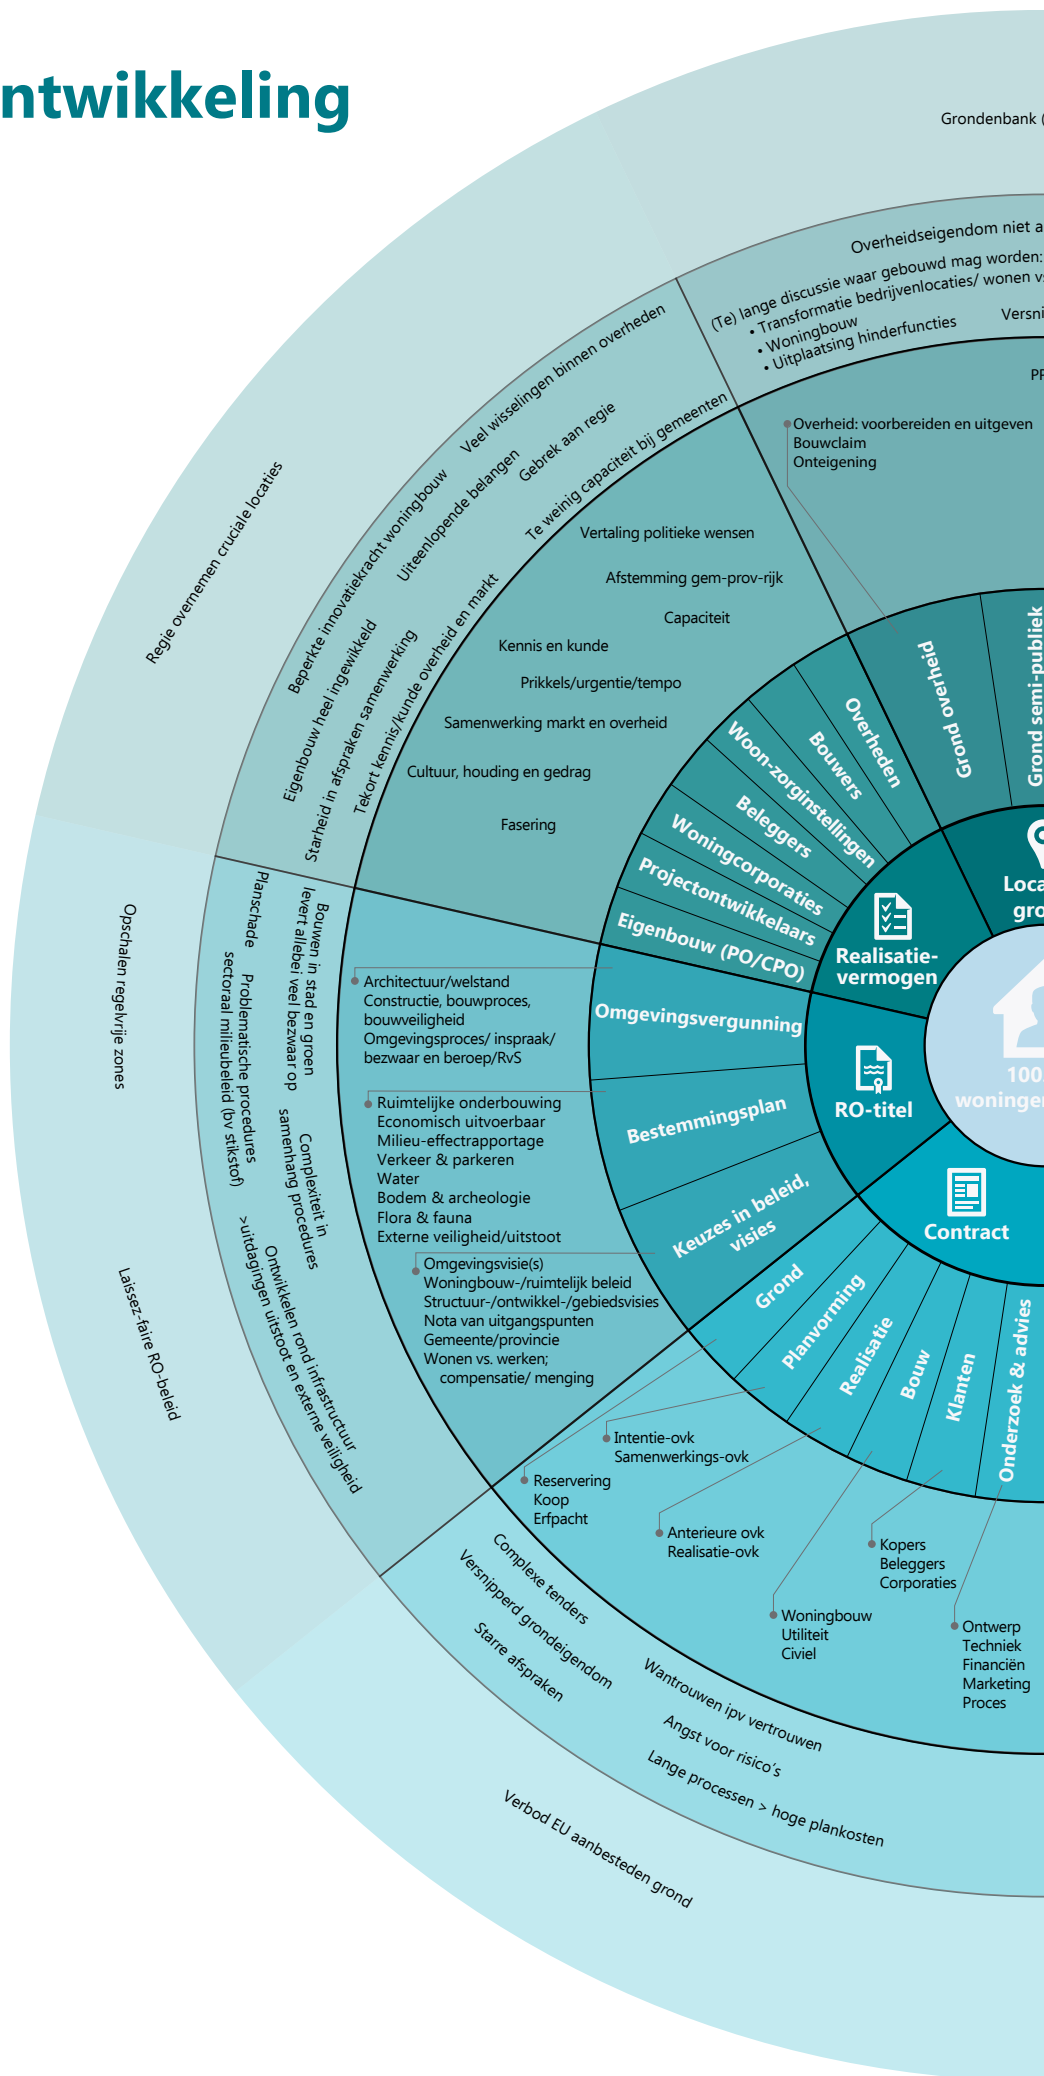 ntwikkeling
Grondenbank (
Overheidseigendom niet a
(Te) lange discussie waar gebouwd mag worden:
• Transformatie bedrijvenlocaties/ wonen vs
• Woningbouw
• Uitplaatsing hinderfuncties
Versni
PR
Overheid: voorbereiden en uitgeven
Bouwclaim
Onteigening
Grond overheid
Grond semi-publiek
Regie overnemen cruciale locaties
Veel wisselingen binnen overheden
Beperkte innovatiekracht woningbouw
Gebrek aan regie
Uiteenlopende belangen
Te weinig capaciteit bij gemeenten
Eigenbouw heel ingewikkeld
Starheid in afspraken samenwerking
Tekort kennis/kunde overheid en markt
Vertaling politieke wensen
Afstemming gem-prov-rijk
Capaciteit
Kennis en kunde
Prikkels/urgentie/tempo
Samenwerking markt en overheid
Cultuur, houding en gedrag
Fasering
Overheden
Bouwers
Woon-zorginstellingen
Beleggers
Woningcorporaties
Projectontwikkelaars
Eigenbouw (PO/CPO)
Realisatie-
vermogen
Loca
gro
100.
woningen
Opschalen regelvrije zones
Laissez-faire RO-beleid
Planschade
Bouwen in stad en groen
levert allebei veel bezwaar op
Problematische procedures
sectoraal milieubeleid (bv stikstof)
Complexiteit in
samenhang procedures
Ontwikkelen rond infrastructuur
>uitdagingen uitstoot en externe veiligheid
Architectuur/welstand
Constructie, bouwproces,
bouwveiligheid
Omgevingsproces/ inspraak/
bezwaar en beroep/RvS
Ruimtelijke onderbouwing
Economisch uitvoerbaar
Milieu-effectrapportage
Verkeer & parkeren
Water
Bodem & archeologie
Flora & fauna
Externe veiligheid/uitstoot
Omgevingsvisie(s)
Woningbouw-/ruimtelijk beleid
Structuur-/ontwikkel-/gebiedsvisies
Nota van uitgangspunten
Gemeente/provincie
Wonen vs. werken;
compensatie/ menging
Omgevingsvergunning
Bestemmingsplan
Keuzes in beleid,
visies
RO-titel
Contract
Grond
Planvorming
Realisatie
Bouw
Klanten
Onderzoek & advies
Intentie-ovk
Samenwerkings-ovk
Reservering
Koop
Erfpacht
Anterieure ovk
Realisatie-ovk
Kopers
Beleggers
Corporaties
Woningbouw
Utiliteit
Civiel
Ontwerp
Techniek
Financiën
Marketing
Proces
Complexe tenders
Versnipperd grondeigendom
Starre afspraken
Wantrouwen ipv vertrouwen
Angst voor risico's
Lange processen > hoge plankosten
Verbod EU aanbesteden grond